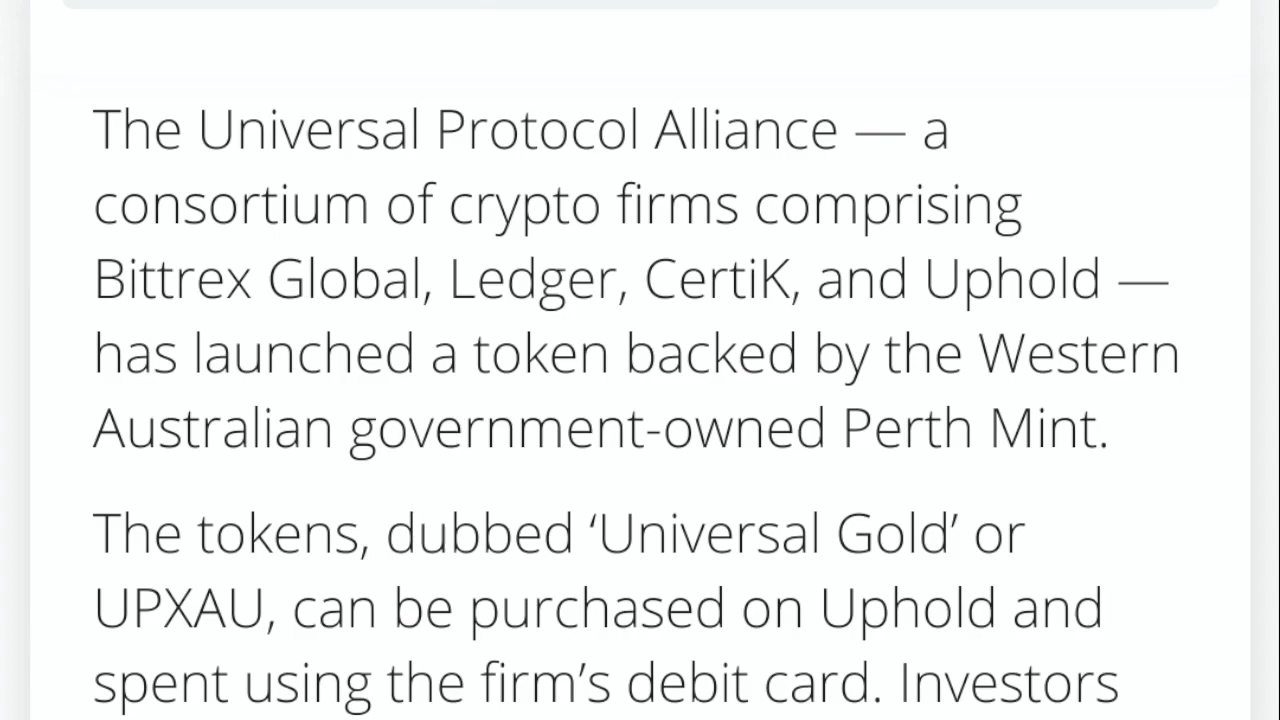 The Universal Protocol Alliance — a
consortium of crypto firms comprising
Bittrex Global, Ledger, CertiK, and Uphold —
has launched a token backed by the Western
Australian government-owned Perth Mint.
The tokens, dubbed ‘Universal Gold’ or
UPXAU, can be purchased on Uphold and
spent using the firm’s debit card. Investors